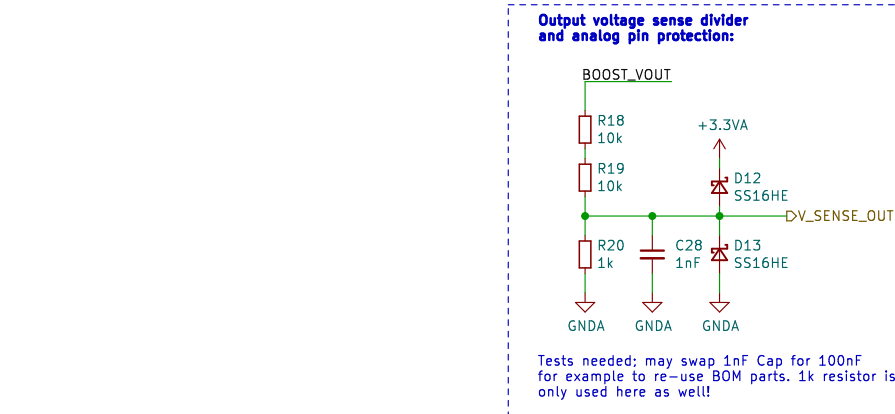 Output voltage sense divider
and analog pin protection:
BOOST_VOUT
R18
10k
+3.3VA
R19
10k
D12
SS16HE
V_SENSE_OUT
R20
1k
C28
1nF
D13
SS16HE
GNDA
GNDA
GNDA
Tests needed; may swap 1nF Cap for 100nF
for example to re-use BOM parts. 1k resistor is
only used here as well!